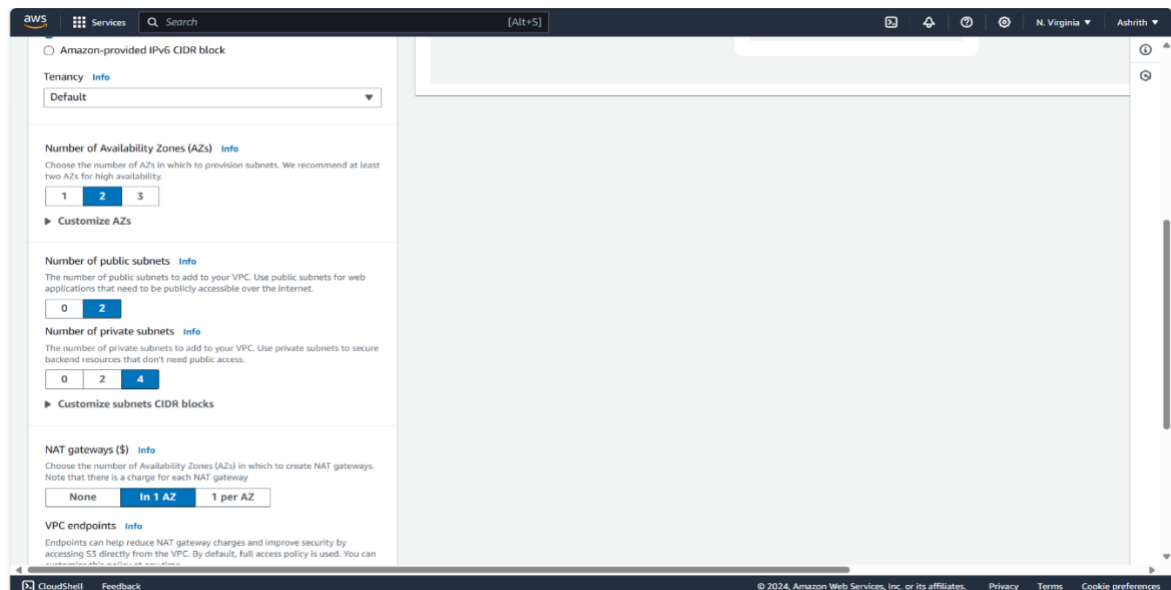 aws Services Search [Alt+S] N. Virginia Ashrith
Amazon-provided IPv6 CIDR block
Tenancy Info
Default
Number of Availability Zones (AZs) Info
Choose the number of AZs in which to provision subnets. We recommend at least
two AZs for high availability.
1 2 3
Customize AZs
Number of public subnets Info
The number of public subnets to add to your VPC. Use public subnets for web
applications that need to be publicly accessible over the internet.
0 2
Number of private subnets Info
The number of private subnets to add to your VPC. Use private subnets to secure
backend resources that don't need public access.
0 2 4
Customize subnets CIDR blocks
NAT gateways ($) Info
Choose the number of Availability Zones (AZs) in which to create NAT gateways.
Note that there is a charge for each NAT gateway
None In 1 AZ 1 per AZ
VPC endpoints Info
Endpoints can help reduce NAT gateway charges and improve security by
accessing S3 directly from the VPC. By default, full access policy is used. You can
customize this policy at any time.
CloudShell Feedback © 2024, Amazon Web Services, Inc. or its affiliates. Privacy Terms Cookie preferences